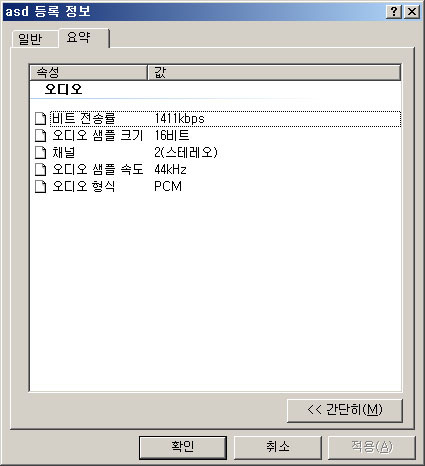 asd 등록 정보
일반 요약
속성 값
오디오
비트 전송률 1411kbps
오디오 샘플 크기 16비트
채널 2(스테레오)
오디오 샘플 속도 44kHz
오디오 형식 PCM
<< 간단히(M)
확인 취소 적용(A)